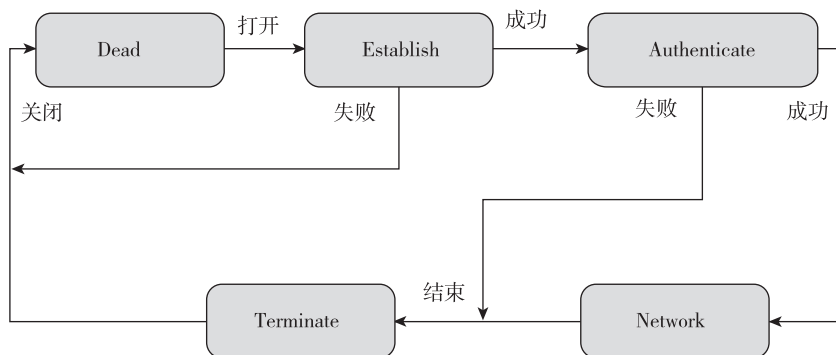 Dead
打开
Establish
成功
Authenticate
关闭
失败
失败
成功
结束
Terminate
Network